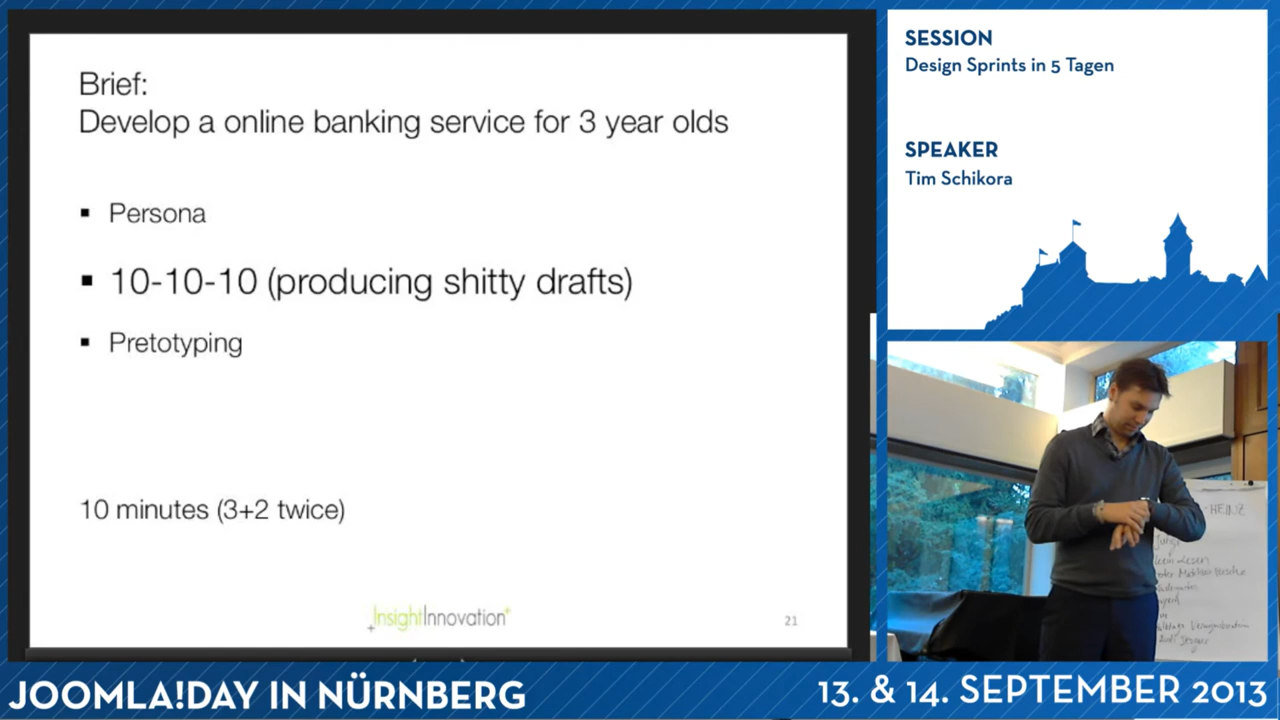 Brief:
Develop a online banking service for 3 year olds
▪ Persona
▪ 10-10-10 (producing shitty drafts)
▪ Pretotyping
10 minutes (3+2 twice)
InsightInnovation+
21
SESSION
Design Sprints in 5 Tagen
SPEAKER
Tim Schikora
-HEINZ
JOOMLA!DAY IN NÜRNBERG
13. & 14. SEPTEMBER 2013